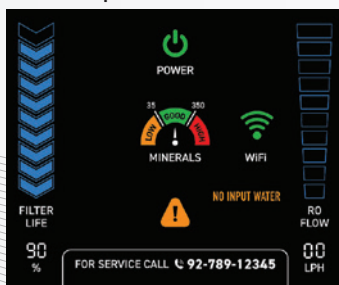 POWER
35 350
LOW GOOD HIGH
MINERALS
WiFi
NO INPUT WATER
FILTER
LIFE
RO
FLOW
90
%
FOR SERVICE CALL 92-789-12345
00
LPH